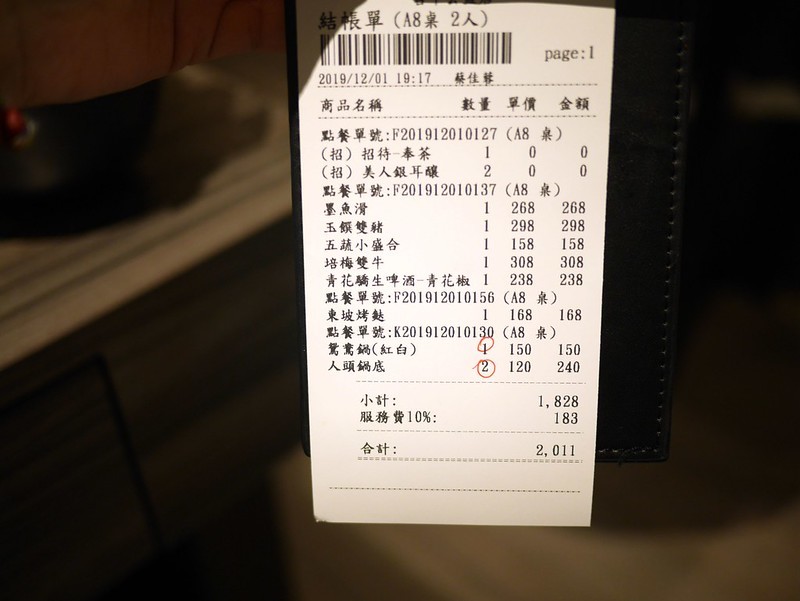 結帳單 (A8桌 2人)
page:1
2019/12/01 19:17 蔡佳蓉
商品名稱 數量 單價 金額
點餐單號:F201912010127 (A8 桌)
(招) 招待-奉茶 1 0 0
(招) 美人銀耳釀 2 0 0
點餐單號:F201912010137 (A8 桌)
墨魚滑 1 268 268
玉饌雙豬 1 298 298
五蔬小盛合 1 158 158
培梅雙牛 1 308 308
青花驕生啤酒-青花椒 1 238 238
點餐單號:F201912010156 (A8 桌)
東坡烤麩 1 168 168
點餐單號:K201912010130 (A8 桌)
鴛鴦鍋(紅白) 1 150 150
人頭鍋底 2 120 240
小計: 1,828
服務費10%: 183
合計: 2,011